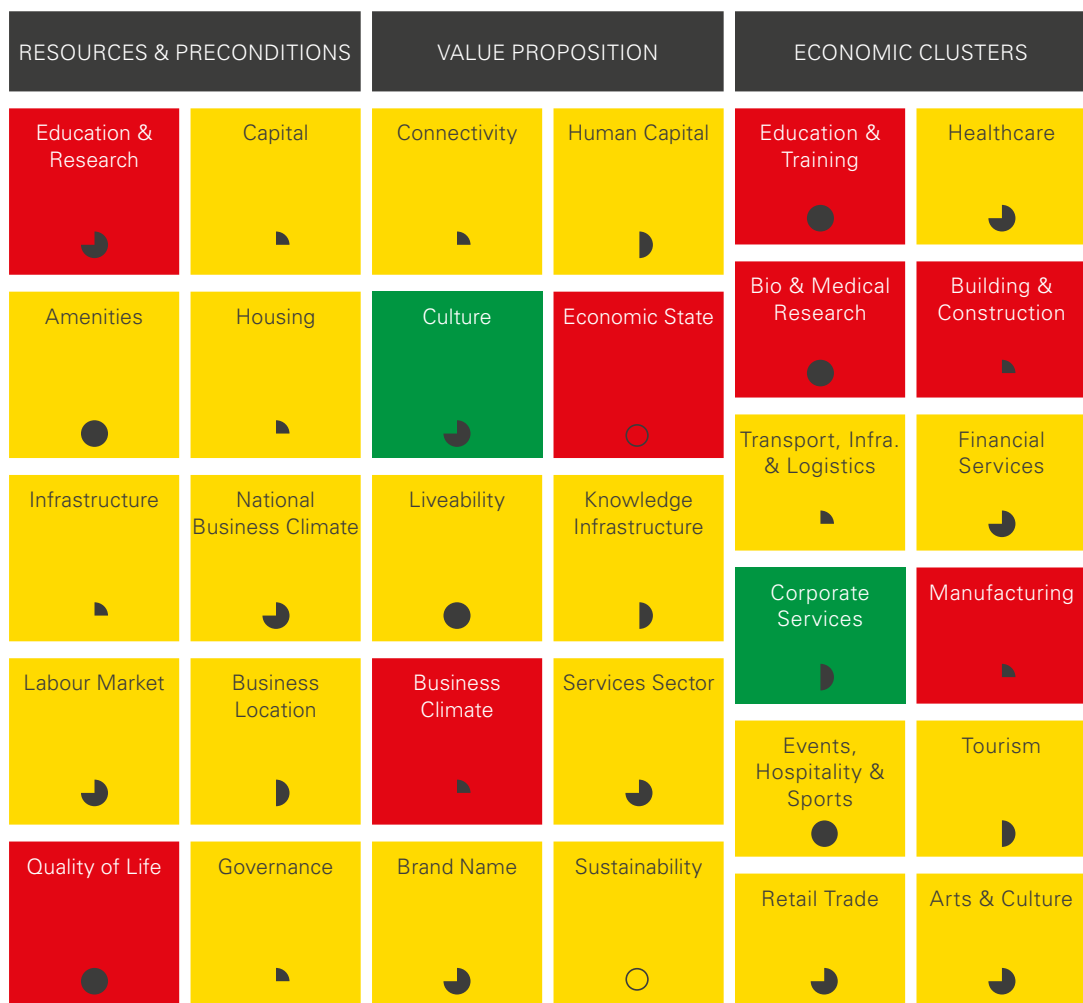 RESOURCES & PRECONDITIONS
VALUE PROPOSITION
ECONOMIC CLUSTERS
Education &
Research
Capital
Connectivity
Human Capital
Education &
Training
Healthcare
Bio & Medical
Research
Building &
Construction
Amenities
Housing
Culture
Economic State
Transport, Infra.
& Logistics
Financial
Services
Infrastructure
National
Business Climate
Liveability
Knowledge
Infrastructure
Corporate
Services
Manufacturing
Labour Market
Business
Location
Business
Climate
Services Sector
Events,
Hospitality &
Sports
Tourism
Quality of Life
Governance
Brand Name
Sustainability
Retail Trade
Arts & Culture